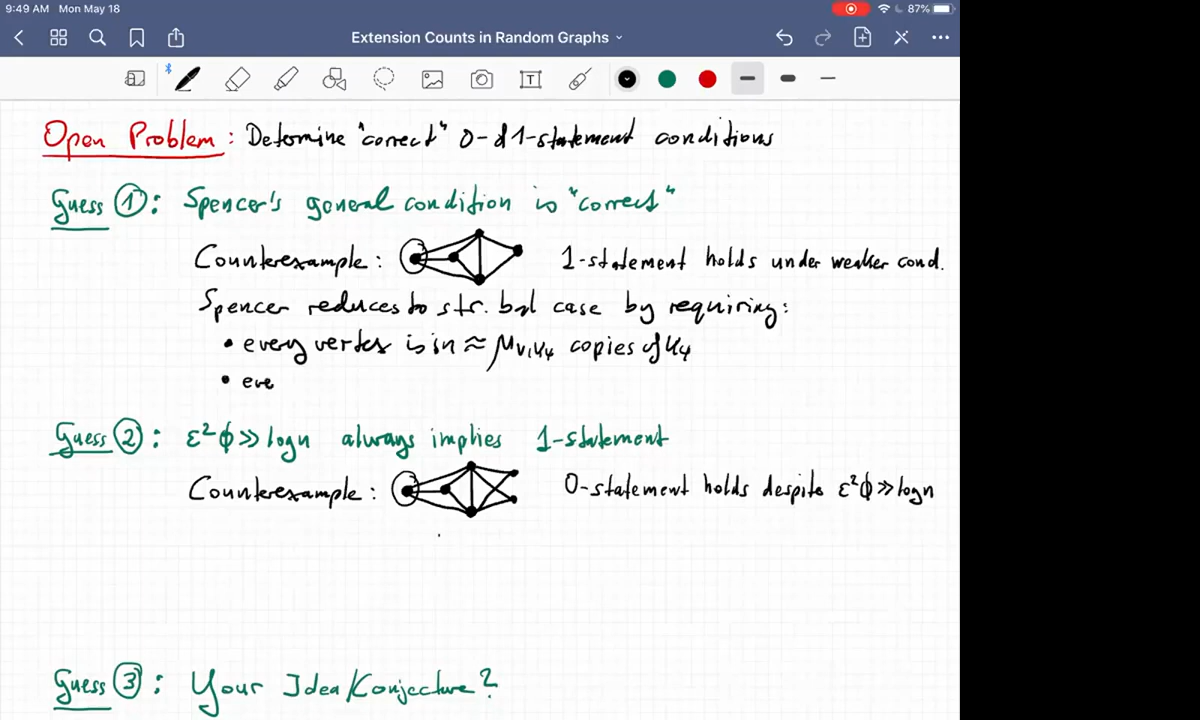 9:49 AM Mon May 18
87%
Extension Counts in Random Graphs
Open Problem: Determine "correct" 0-&1-statement conditions
Guess ①: Spencer's general condition is "correct"
Counterexample: 1-statement holds under weaker cond.
Spencer reduces to str. bal case by requiring:
• every vertex is in ≈ μ_{v,K4} copies of K4
• eve
Guess ②: ε²ϕ≫logn always implies 1-statement
Counterexample: 0-statement holds despite ε²ϕ≫logn
Guess ③: Your Idea/Conjecture?